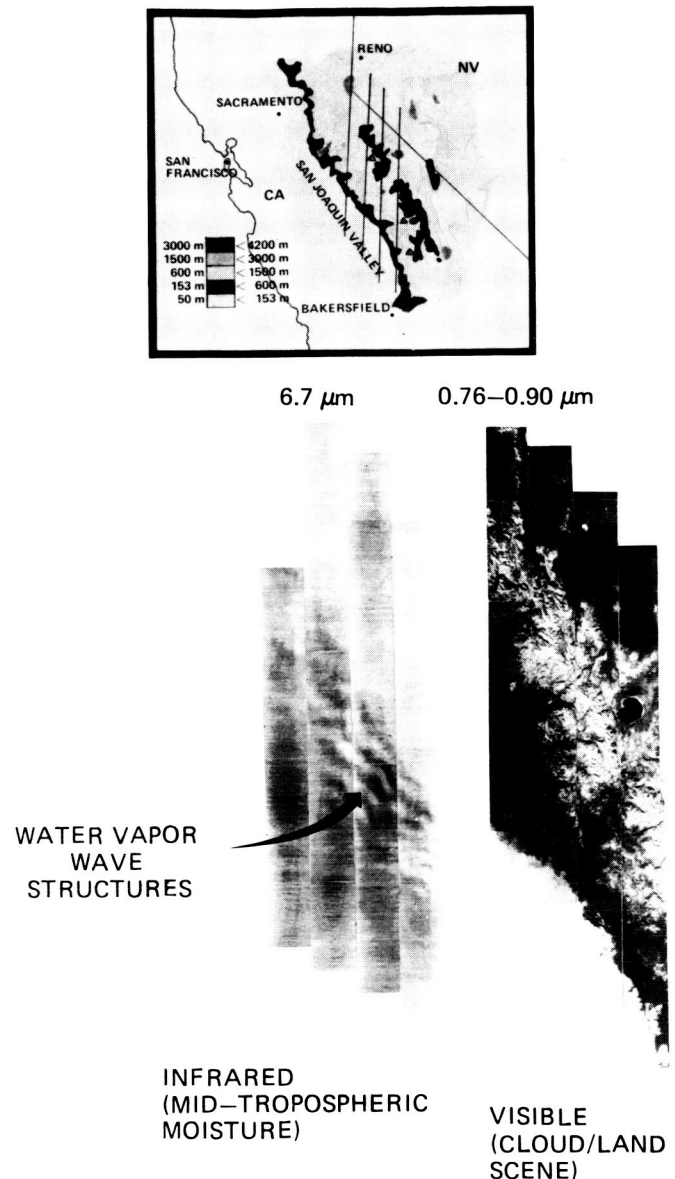 RENO
NV
SACRAMENTO
SAN
FRANCISCO
CA
SAN JOAQUIN VALLEY
3000 m < 4200 m
1500 m < 3000 m
600 m < 1500 m
153 m < 600 m
50 m < 153 m
BAKERSFIELD
6.7 μm
0.76–0.90 μm
WATER VAPOR
WAVE
STRUCTURES
INFRARED
(MID–TROPOSPHERIC
MOISTURE)
VISIBLE
(CLOUD/LAND
SCENE)